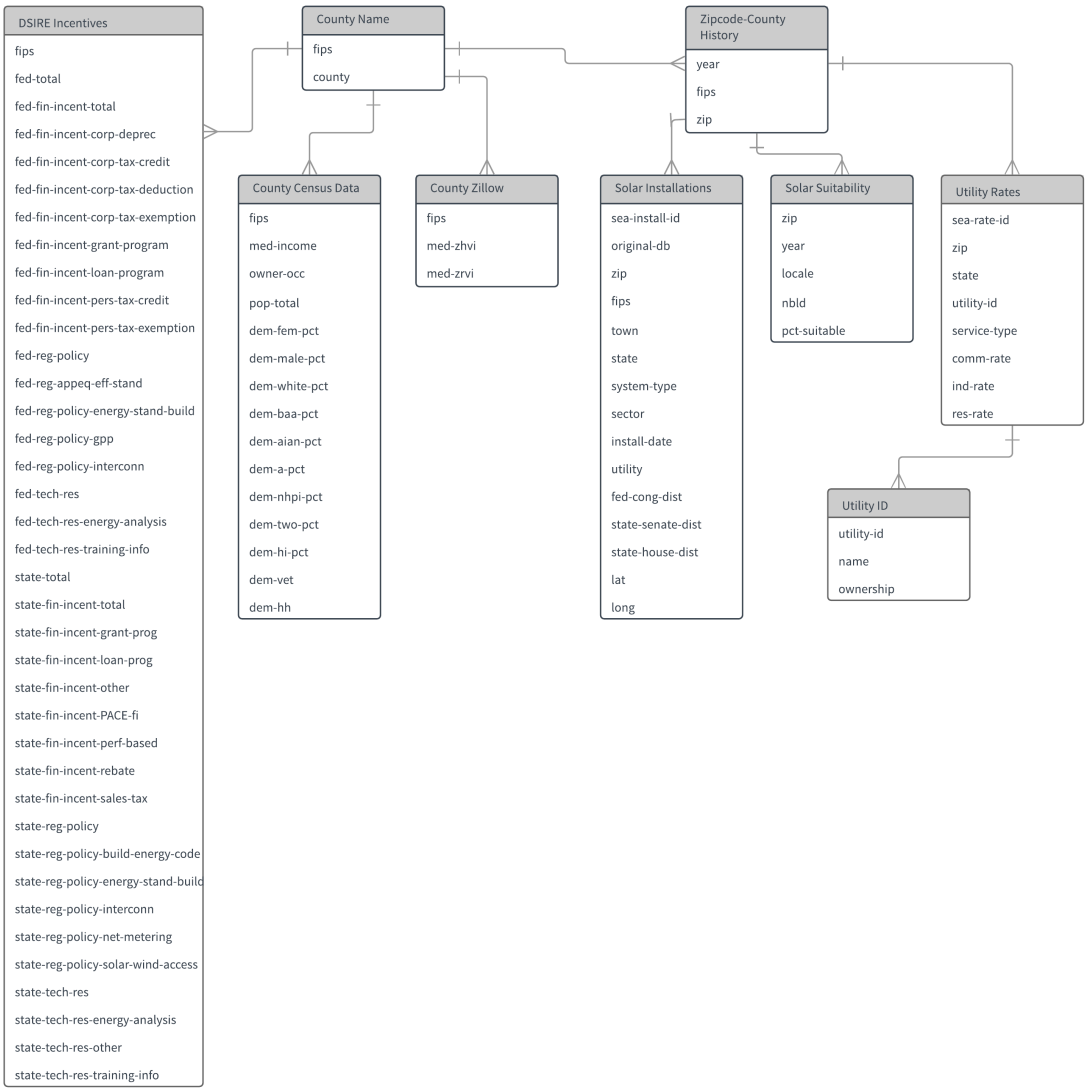 DSIRE Incentives
fips
fed-total
fed-fin-incent-total
fed-fin-incent-corp-deprec
fed-fin-incent-corp-tax-credit
fed-fin-incent-corp-tax-deduction
fed-fin-incent-corp-tax-exemption
fed-fin-incent-grant-program
fed-fin-incent-loan-program
fed-fin-incent-pers-tax-credit
fed-fin-incent-pers-tax-exemption
fed-reg-policy
fed-reg-appeq-eff-stand
fed-reg-policy-energy-stand-build
fed-reg-policy-gpp
fed-reg-policy-interconn
fed-tech-res
fed-tech-res-energy-analysis
fed-tech-res-training-info
state-total
state-fin-incent-total
state-fin-incent-grant-prog
state-fin-incent-loan-prog
state-fin-incent-other
state-fin-incent-PACE-fi
state-fin-incent-perf-based
state-fin-incent-rebate
state-fin-incent-sales-tax
state-reg-policy
state-reg-policy-build-energy-code
state-reg-policy-energy-stand-build
state-reg-policy-interconn
state-reg-policy-net-metering
state-reg-policy-solar-wind-access
state-tech-res
state-tech-res-energy-analysis
state-tech-res-other
state-tech-res-training-info
County Name
fips
county
Zipcode-County
History
year
fips
zip
County Census Data
fips
med-income
owner-occ
pop-total
dem-fem-pct
dem-male-pct
dem-white-pct
dem-baa-pct
dem-aian-pct
dem-a-pct
dem-nhpi-pct
dem-two-pct
dem-hi-pct
dem-vet
dem-hh
County Zillow
fips
med-zhvi
med-zrvi
Solar Installations
sea-install-id
original-db
zip
fips
town
state
system-type
sector
install-date
utility
fed-cong-dist
state-senate-dist
state-house-dist
lat
long
Solar Suitability
zip
year
locale
nbld
pct-suitable
Utility Rates
sea-rate-id
zip
state
utility-id
service-type
comm-rate
ind-rate
res-rate
Utility ID
utility-id
name
ownership